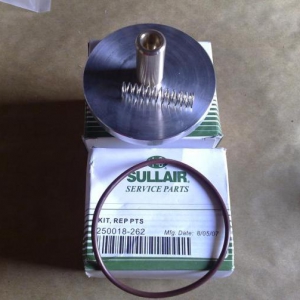 SULLAIR
SERVICE PARTS
KIT, REP PTS
250018-262 Mfg. Date: 8/05/07